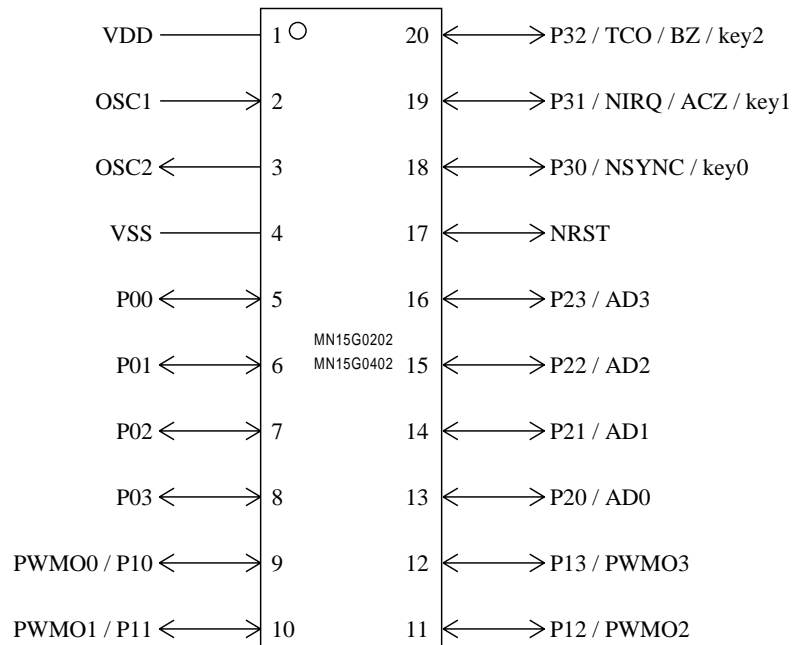 VDD 1 20 P32 / TCO / BZ / key2
OSC1 2 19 P31 / NIRQ / ACZ / key1
OSC2 3 18 P30 / NSYNC / key0
VSS 4 17 NRST
P00 5 16 P23 / AD3
MN15G0202
P01 6 MN15G0402 15 P22 / AD2
P02 7 14 P21 / AD1
P03 8 13 P20 / AD0
PWMO0 / P10 9 12 P13 / PWMO3
PWMO1 / P11 10 11 P12 / PWMO2